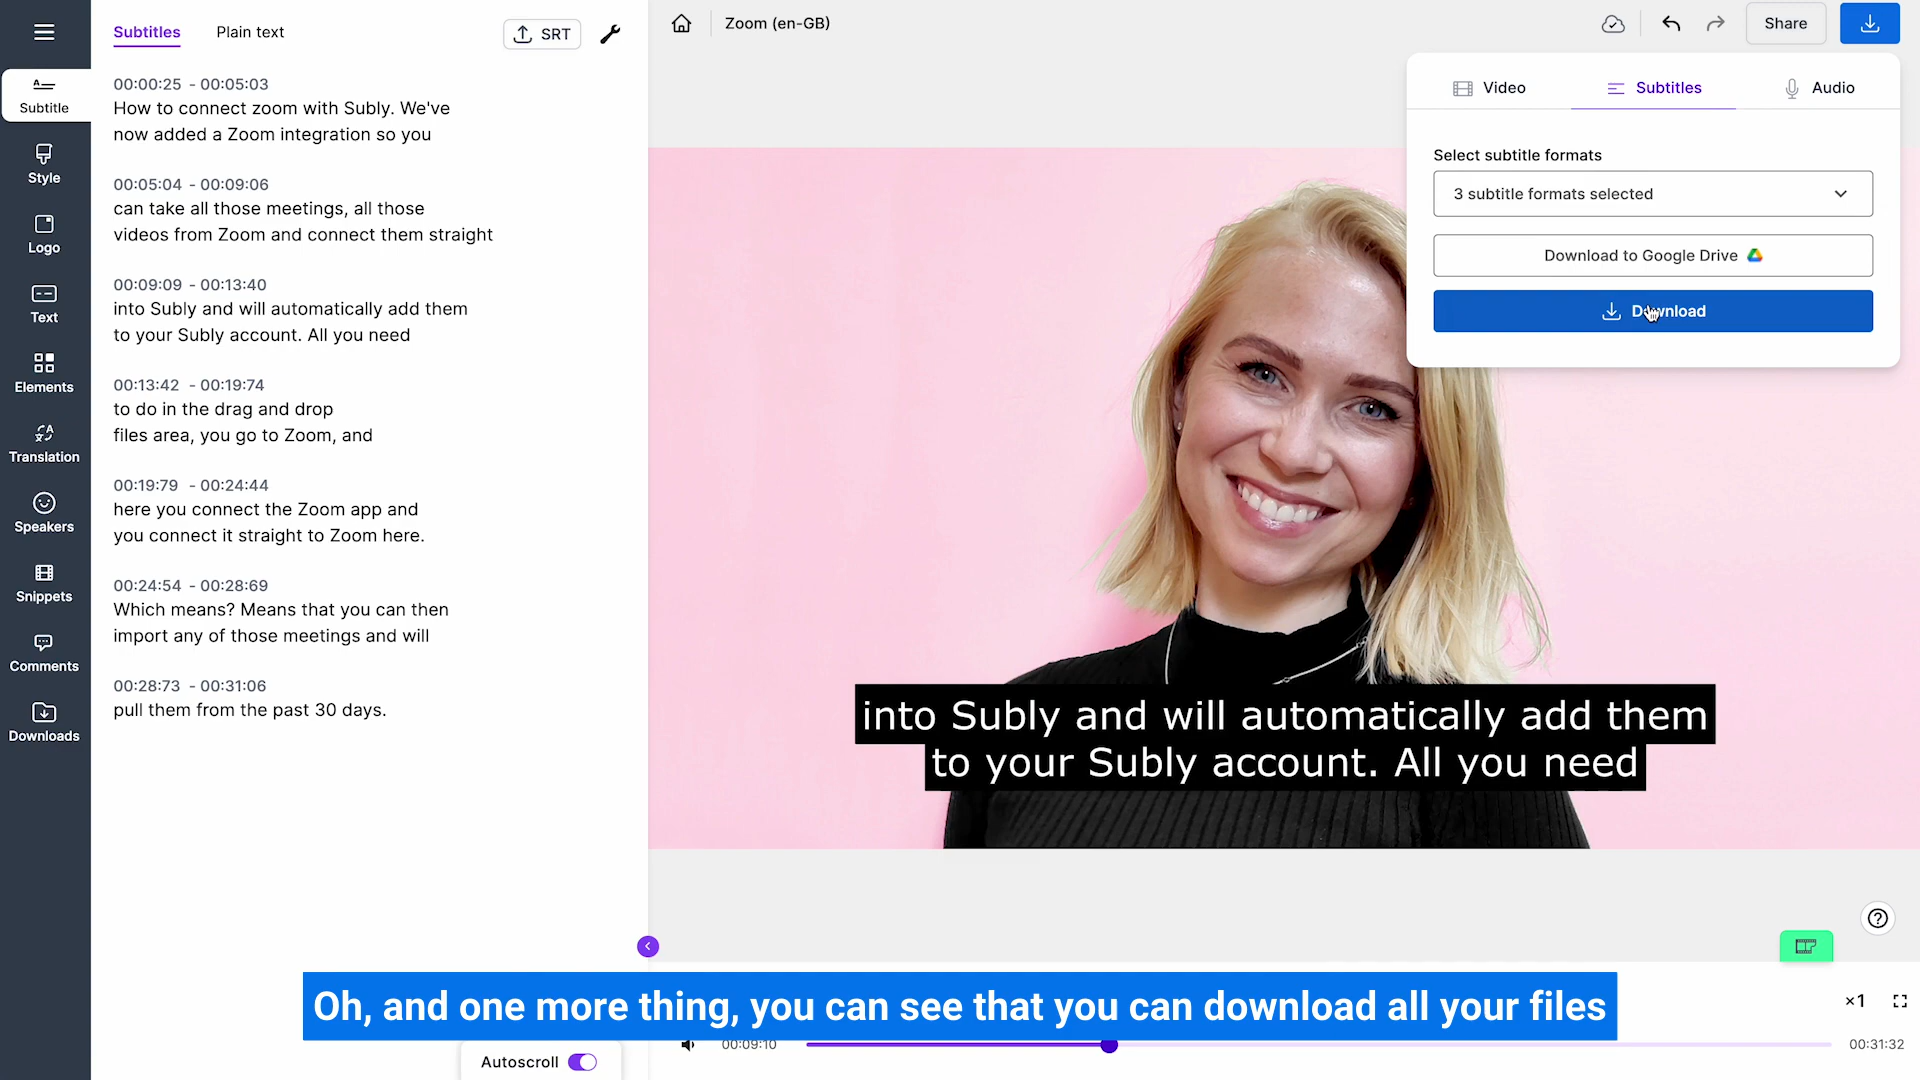 Subtitles
Plain text
SRT
Zoom (en-GB)
Share
Subtitle
Style
Logo
Text
Elements
Translation
Speakers
Snippets
Comments
Downloads
00:00:25 - 00:05:03
How to connect zoom with Subly. We've
now added a Zoom integration so you
00:05:04 - 00:09:06
can take all those meetings, all those
videos from Zoom and connect them straight
00:09:09 - 00:13:40
into Subly and will automatically add them
to your Subly account. All you need
00:13:42 - 00:19:74
to do in the drag and drop
files area, you go to Zoom, and
00:19:79 - 00:24:44
here you connect the Zoom app and
you connect it straight to Zoom here.
00:24:54 - 00:28:69
Which means? Means that you can then
import any of those meetings and will
00:28:73 - 00:31:06
pull them from the past 30 days.
Video
Subtitles
Audio
Select subtitle formats
3 subtitle formats selected
Download to Google Drive
Download
into Subly and will automatically add them
to your Subly account. All you need
Oh, and one more thing, you can see that you can download all your files
×1
00:09:10
00:31:32
Autoscroll